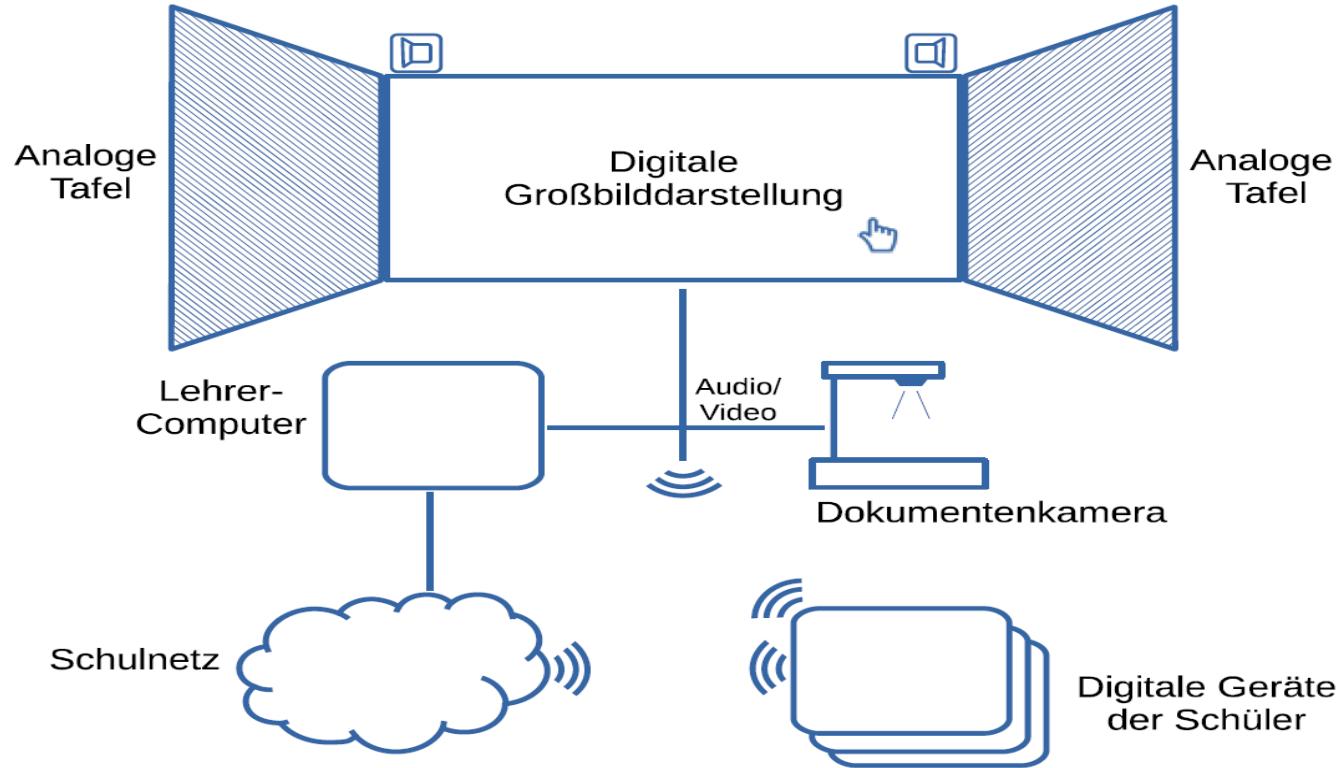 Analoge
Tafel
Digitale
Großbilddarstellung
Analoge
Tafel
Lehrer-
Computer
Audio/
Video
Dokumentenkamera
Schulnetz
Digitale Geräte
der Schüler